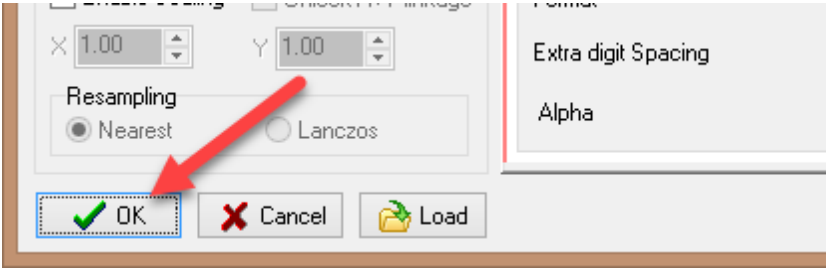 X 1.00 Y 1.00
Resampling
Nearest Lanczos
OK Cancel Load
Extra digit Spacing
Alpha